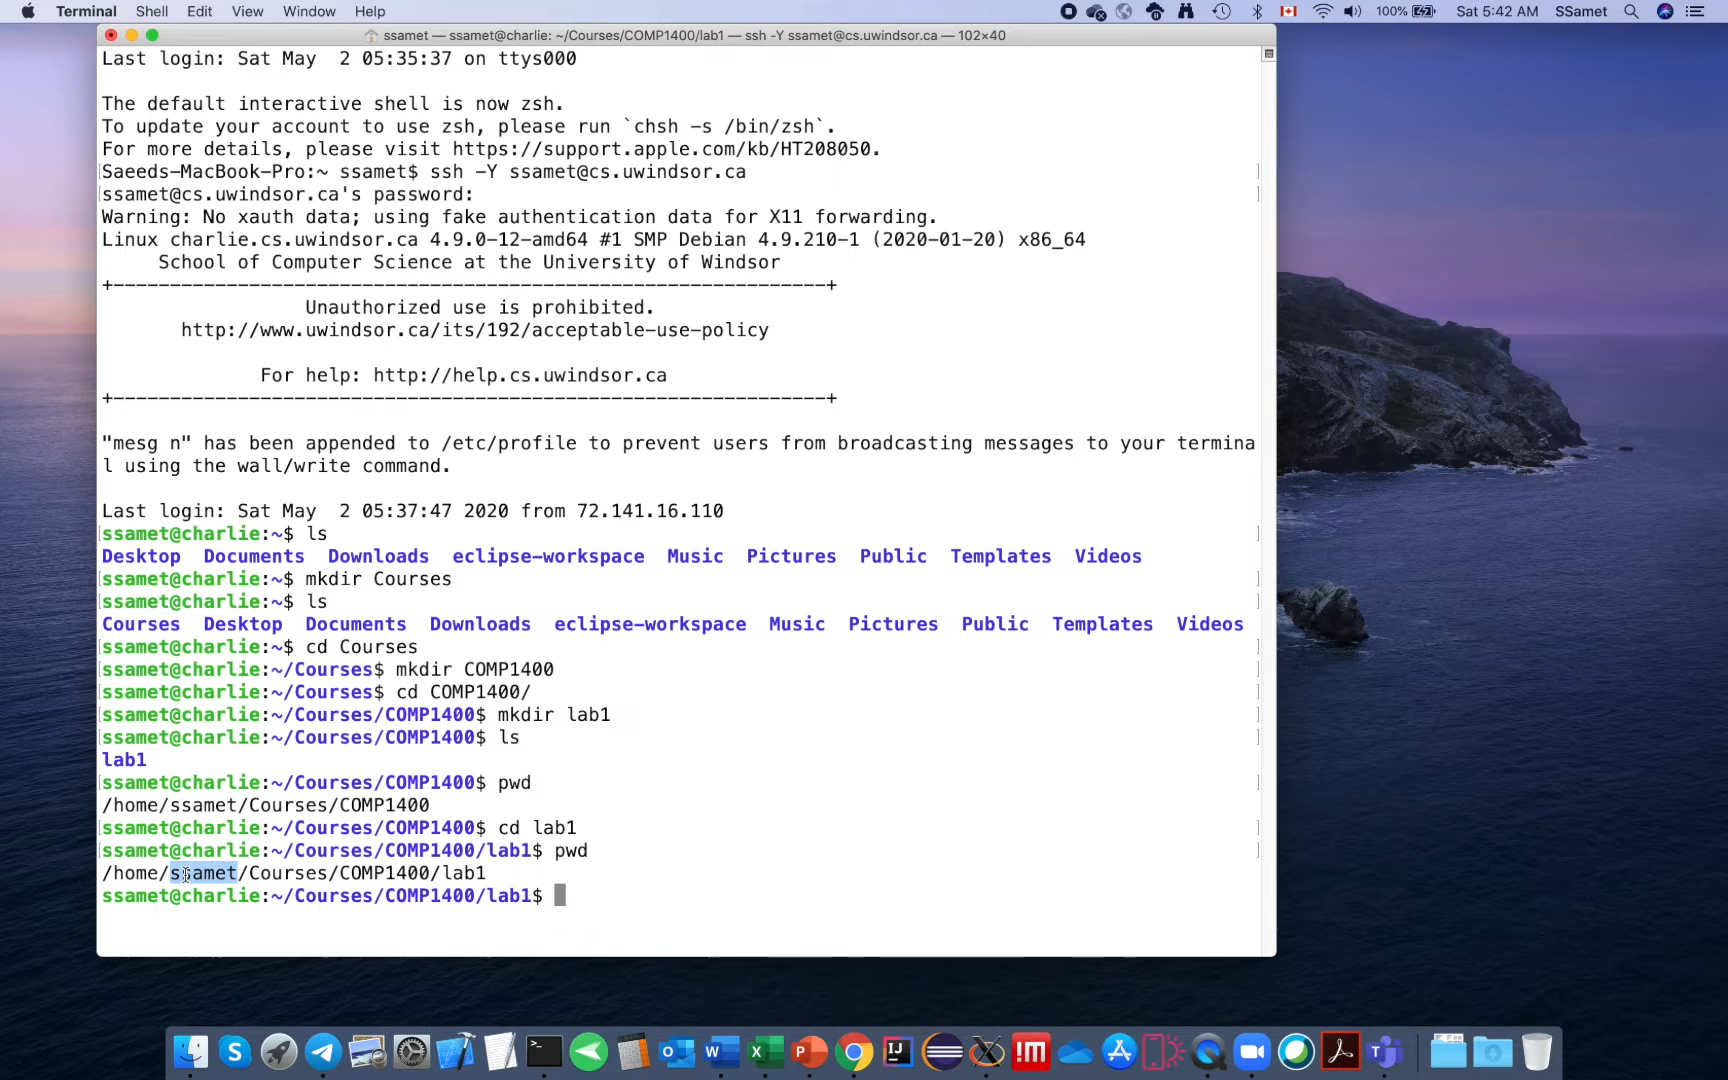 Terminal Shell Edit View Window Help 100% Sat 5:42 AM SSamet
ssamet — ssamet@charlie: ~/Courses/COMP1400/lab1 — ssh -Y ssamet@cs.uwindsor.ca — 102×40
Last login: Sat May  2 05:35:37 on ttys000
The default interactive shell is now zsh.
To update your account to use zsh, please run `chsh -s /bin/zsh`.
For more details, please visit https://support.apple.com/kb/HT208050.
Saeeds-MacBook-Pro:~ ssamet$ ssh -Y ssamet@cs.uwindsor.ca
ssamet@cs.uwindsor.ca's password:
Warning: No xauth data; using fake authentication data for X11 forwarding.
Linux charlie.cs.uwindsor.ca 4.9.0-12-amd64 #1 SMP Debian 4.9.210-1 (2020-01-20) x86_64
School of Computer Science at the University of Windsor
+----------------------------------------------------------------+
Unauthorized use is prohibited.
http://www.uwindsor.ca/its/192/acceptable-use-policy
For help: http://help.cs.uwindsor.ca
+----------------------------------------------------------------+
"mesg n" has been appended to /etc/profile to prevent users from broadcasting messages to your termina
l using the wall/write command.
Last login: Sat May  2 05:37:47 2020 from 72.141.16.110
ssamet@charlie:~$ ls
Desktop  Documents  Downloads  eclipse-workspace  Music  Pictures  Public  Templates  Videos
ssamet@charlie:~$ mkdir Courses
ssamet@charlie:~$ ls
Courses  Desktop  Documents  Downloads  eclipse-workspace  Music  Pictures  Public  Templates  Videos
ssamet@charlie:~$ cd Courses
ssamet@charlie:~/Courses$ mkdir COMP1400
ssamet@charlie:~/Courses$ cd COMP1400/
ssamet@charlie:~/Courses/COMP1400$ mkdir lab1
ssamet@charlie:~/Courses/COMP1400$ ls
lab1
ssamet@charlie:~/Courses/COMP1400$ pwd
/home/ssamet/Courses/COMP1400
ssamet@charlie:~/Courses/COMP1400$ cd lab1
ssamet@charlie:~/Courses/COMP1400/lab1$ pwd
/home/ssamet/Courses/COMP1400/lab1
ssamet@charlie:~/Courses/COMP1400/lab1$